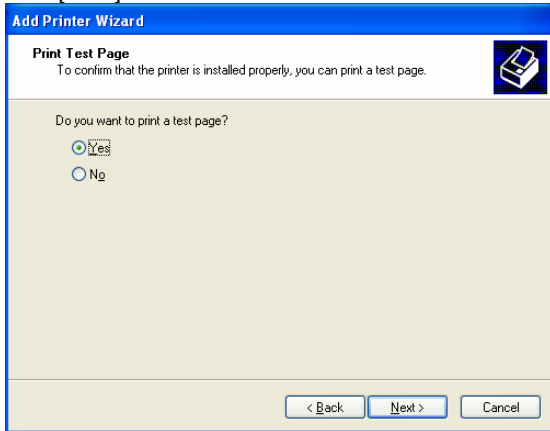 Add Printer Wizard
Print Test Page
To confirm that the printer is installed properly, you can print a test page.
Do you want to print a test page?
Yes
No
< Back Next > Cancel